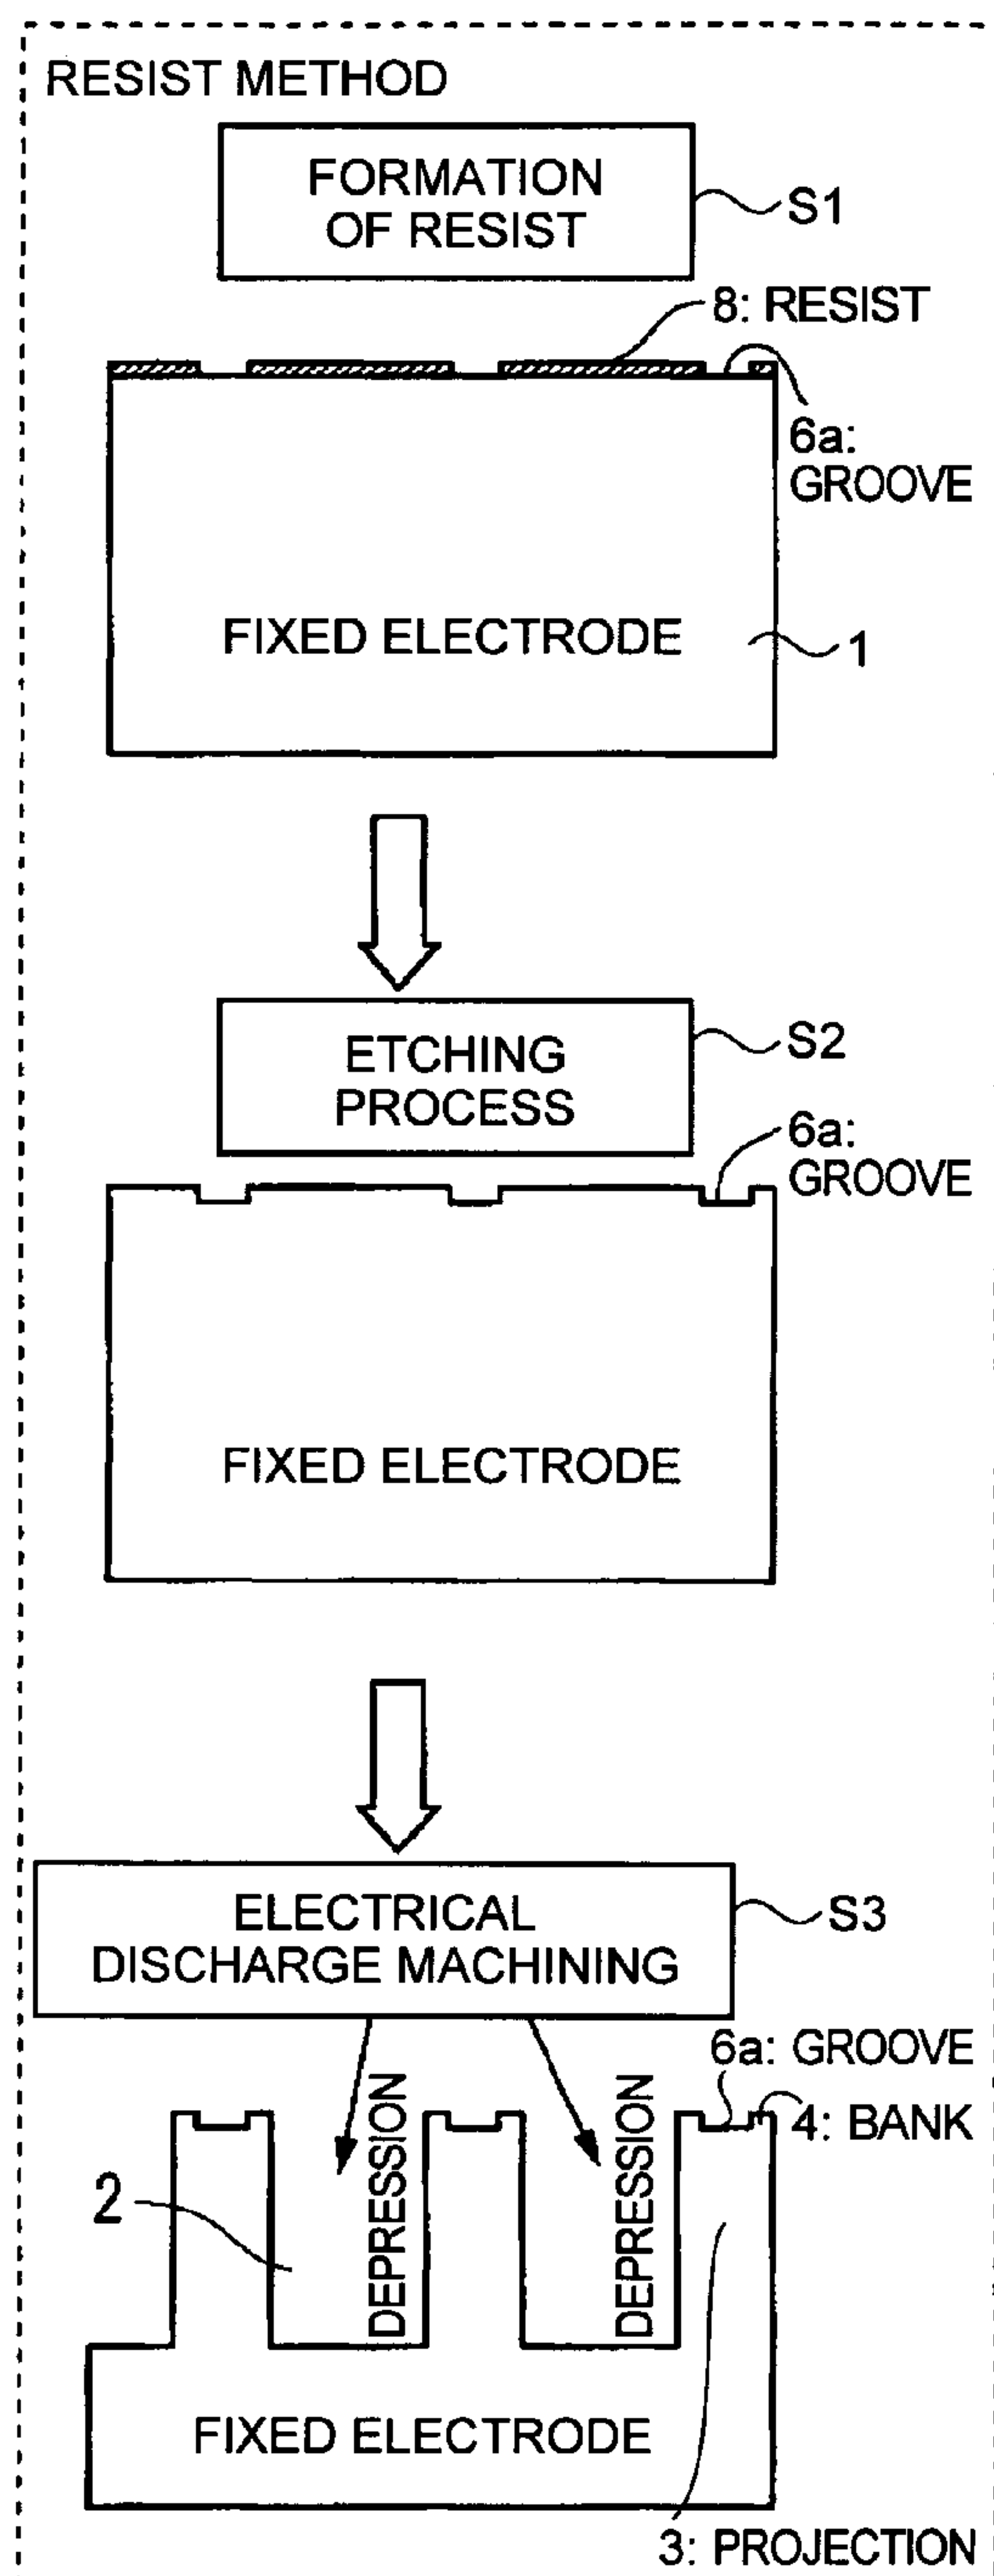 RESIST METHOD
FORMATION
OF RESIST
S1
8: RESIST
6a:
GROOVE
FIXED ELECTRODE
1
ETCHING
PROCESS
S2
6a:
GROOVE
FIXED ELECTRODE
ELECTRICAL
DISCHARGE MACHINING
S3
6a: GROOVE
4: BANK
2
DEPRESSION
DEPRESSION
FIXED ELECTRODE
3: PROJECTION